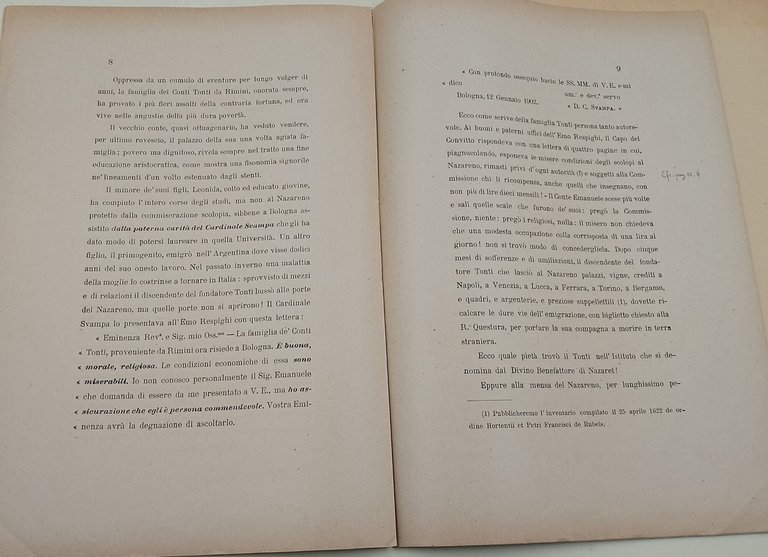 8
Oppressa da un cumulo di sventure per lungo volger di
anni, la famiglia dei Conti Tonti da Rimini, onorata sempre,
ha provato i più fieri assalti della contraria fortuna, ed ora
vive nelle angustie della più dura povertà.
Il vecchio conte, quasi ottuagenario, ha veduto vendere,
per ultimo rovescio, il palazzo della sua una volta agiata fa-
miglia; povero ma dignitoso, rivela sempre nel tratto una fine
educazione aristocratica, come mostra una fisonomia signorile
ne' lineamenti d'un volto estenuato dagli stenti.
Il minore de' suoi figli, Leonida, colto ed educato giovine,
ha compiuto l'intero corso degli studi, ma non al Nazareno
protetto dalla commiserazione scolopia, sibbene a Bologna as-
sistito dalla paterna carità del Cardinale Svampa che gli ha
dato modo di potersi laureare in quella Università. Un altro
figlio, il primogenito, emigrò nell'Argentina dove visse dodici
anni del suo onesto lavoro. Nel passato inverno una malattia
della moglie lo costrinse a tornare in Italia: sprovvisto di mezzi
e di relazioni il discendente del fondatore Tonti bussò alle porte
del Nazareno, ma quelle porte non si aprirono! Il Cardinale
Svampa lo presentava all'Emo Respighi con questa lettera:
« Eminenza Revª. e Sig. mio Oss.mo — La famiglia de' Conti
« Tonti, proveniente da Rimini ora risiede a Bologna. È buona,
« morale, religiosa. Le condizioni economiche di essa sono
« miserabili. Io non conosco personalmente il Sig. Emanuele
« che domanda di essere da me presentato a V. E., ma ho as-
« sicurazione che egli è persona commendevole. Vostra Emi-
« nenza avrà la degnazione di ascoltarlo.
9
« Con profondo ossequio bacio le SS. MM. di V. E. e mi
« dico um.º e dev.º servo
Bologna, 12 Gennaio 1902.
« D. C. SVAMPA. »
Ecco come scrive della famiglia Tonti persona tanto autore-
vole. Ai buoni e paterni uffici dell'Emo Respighi, il Capo del
Convitto rispondeva con una lettera di quattro pagine in cui,
piagnucolando, esponeva le misere condizioni degli scolopi al
Nazareno, rimasti privi d'ogni autorità (!) e soggetti alla Com-
missione chi li ricompensa, anche quelli che insegnano, con
non più di lire dieci mensili! - Il Conte Emanuele scese più volte
e salì quelle scale che furono de' suoi: pregò la Commis-
sione, niente: pregò i religiosi, nulla: il misero non chiedeva
che una modesta occupazione colla corrisposta di una lira al
giorno! non si trovò modo di concedergliela. Dopo cinque
mesi di sofferenze e di umiliazioni, il discendente del fonda-
tore Tonti che lasciò al Nazareno palazzi, vigne, crediti a
Napoli, a Venezia, a Lucca, a Ferrara, a Torino, a Bergamo,
e quadri, e argenterie, e preziose suppellettili (1), dovette ri-
calcare le dure vie dell'emigrazione, con biglietto chiesto alla
R.ª Questura, per portare la sua compagna a morire in terra
straniera.
Ecco quale pietà trovò il Tonti nell'Istituto che si de-
nomina dal Divino Benefattore di Nazaret!
Eppure alla mensa del Nazareno, per lunghissimo pe-
(1) Pubblicheremo l'inventario compilato il 25 aprile 1622 de or-
dino Hortentii et Petri Francisci de Rubeis.